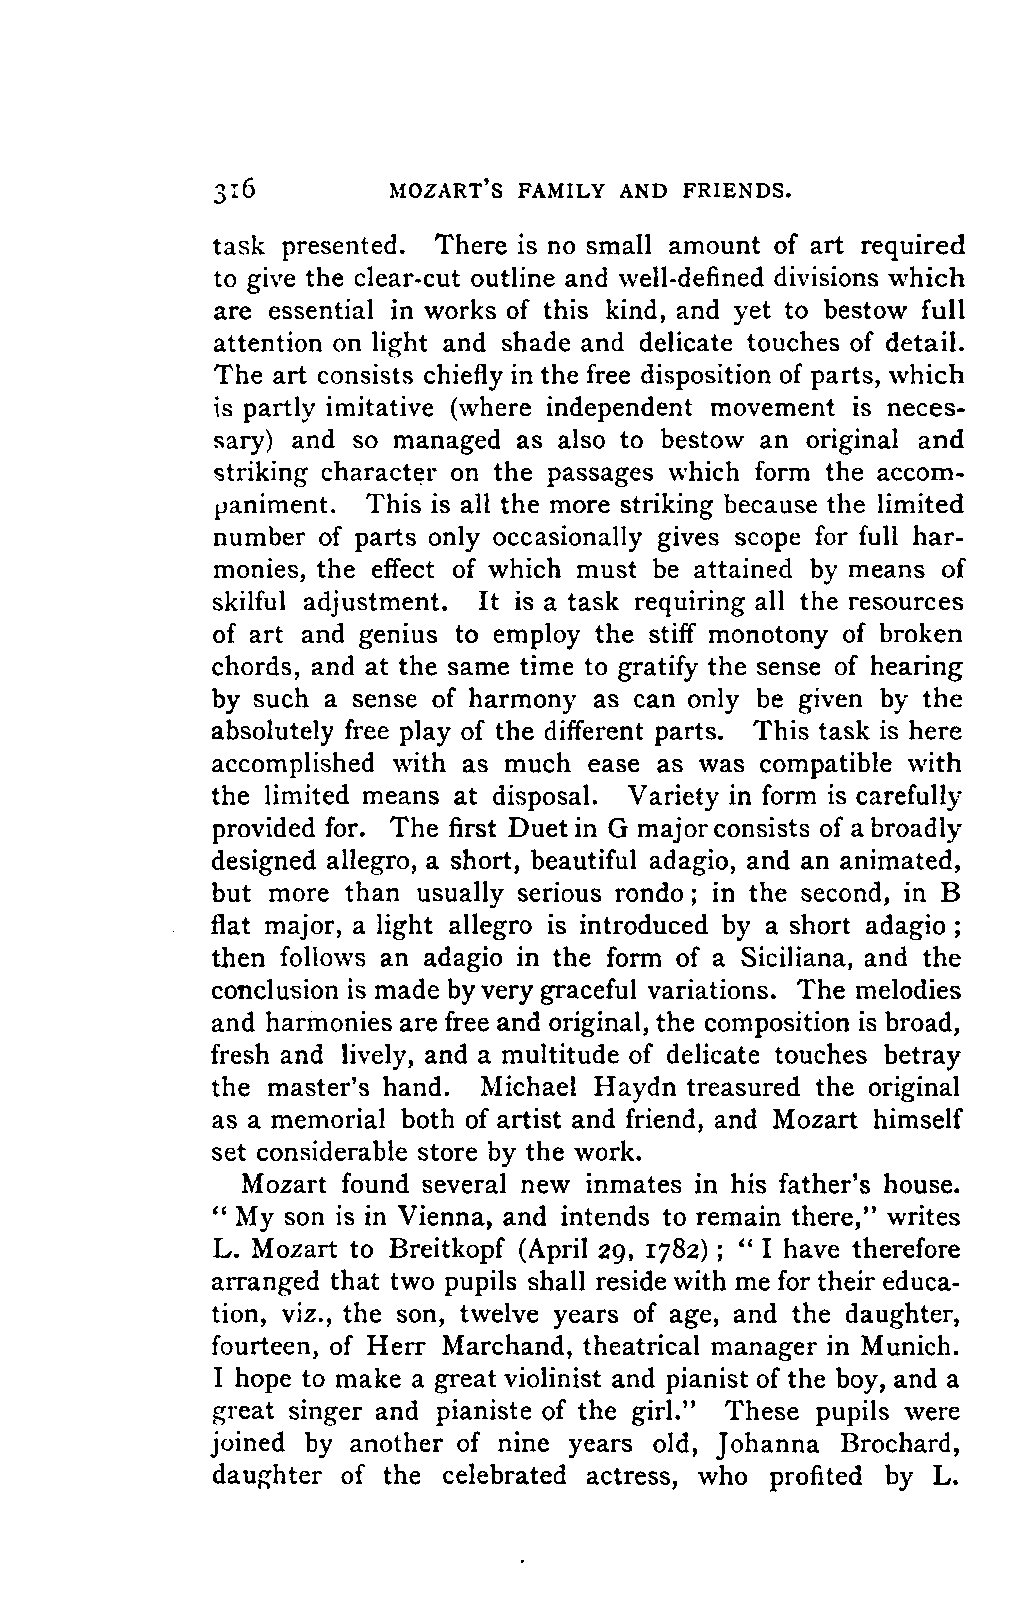 316 MOZART'S FAMILY AND FRIENDS.
task presented. There is no small amount of art required
to give the clear-cut outline and well-defined divisions which
are essential in works of this kind, and yet to bestow full
attention on light and shade and delicate touches of detail.
The art consists chiefly in the free disposition of parts, which
is partly imitative (where independent movement is neces-
sary) and so managed as also to bestow an original and
striking character on the passages which form the accom-
paniment. This is all the more striking because the limited
number of parts only occasionally gives scope for full har-
monies, the effect of which must be attained by means of
skilful adjustment. It is a task requiring all the resources
of art and genius to employ the stiff monotony of broken
chords, and at the same time to gratify the sense of hearing
by such a sense of harmony as can only be given by the
absolutely free play of the different parts. This task is here
accomplished with as much ease as was compatible with
the limited means at disposal. Variety in form is carefully
provided for. The first Duet in G major consists of a broadly
designed allegro, a short, beautiful adagio, and an animated,
but more than usually serious rondo; in the second, in B
flat major, a light allegro is introduced by a short adagio;
then follows an adagio in the form of a Siciliana, and the
conclusion is made by very graceful variations. The melodies
and harmonies are free and original, the composition is broad,
fresh and lively, and a multitude of delicate touches betray
the master's hand. Michael Haydn treasured the original
as a memorial both of artist and friend, and Mozart himself
set considerable store by the work.
Mozart found several new inmates in his father's house.
"My son is in Vienna, and intends to remain there," writes
L. Mozart to Breitkopf (April 29, 1782); "I have therefore
arranged that two pupils shall reside with me for their educa-
tion, viz., the son, twelve years of age, and the daughter,
fourteen, of Herr Marchand, theatrical manager in Munich.
I hope to make a great violinist and pianist of the boy, and a
great singer and pianiste of the girl." These pupils were
joined by another of nine years old, Johanna Brochard,
daughter of the celebrated actress, who profited by L.